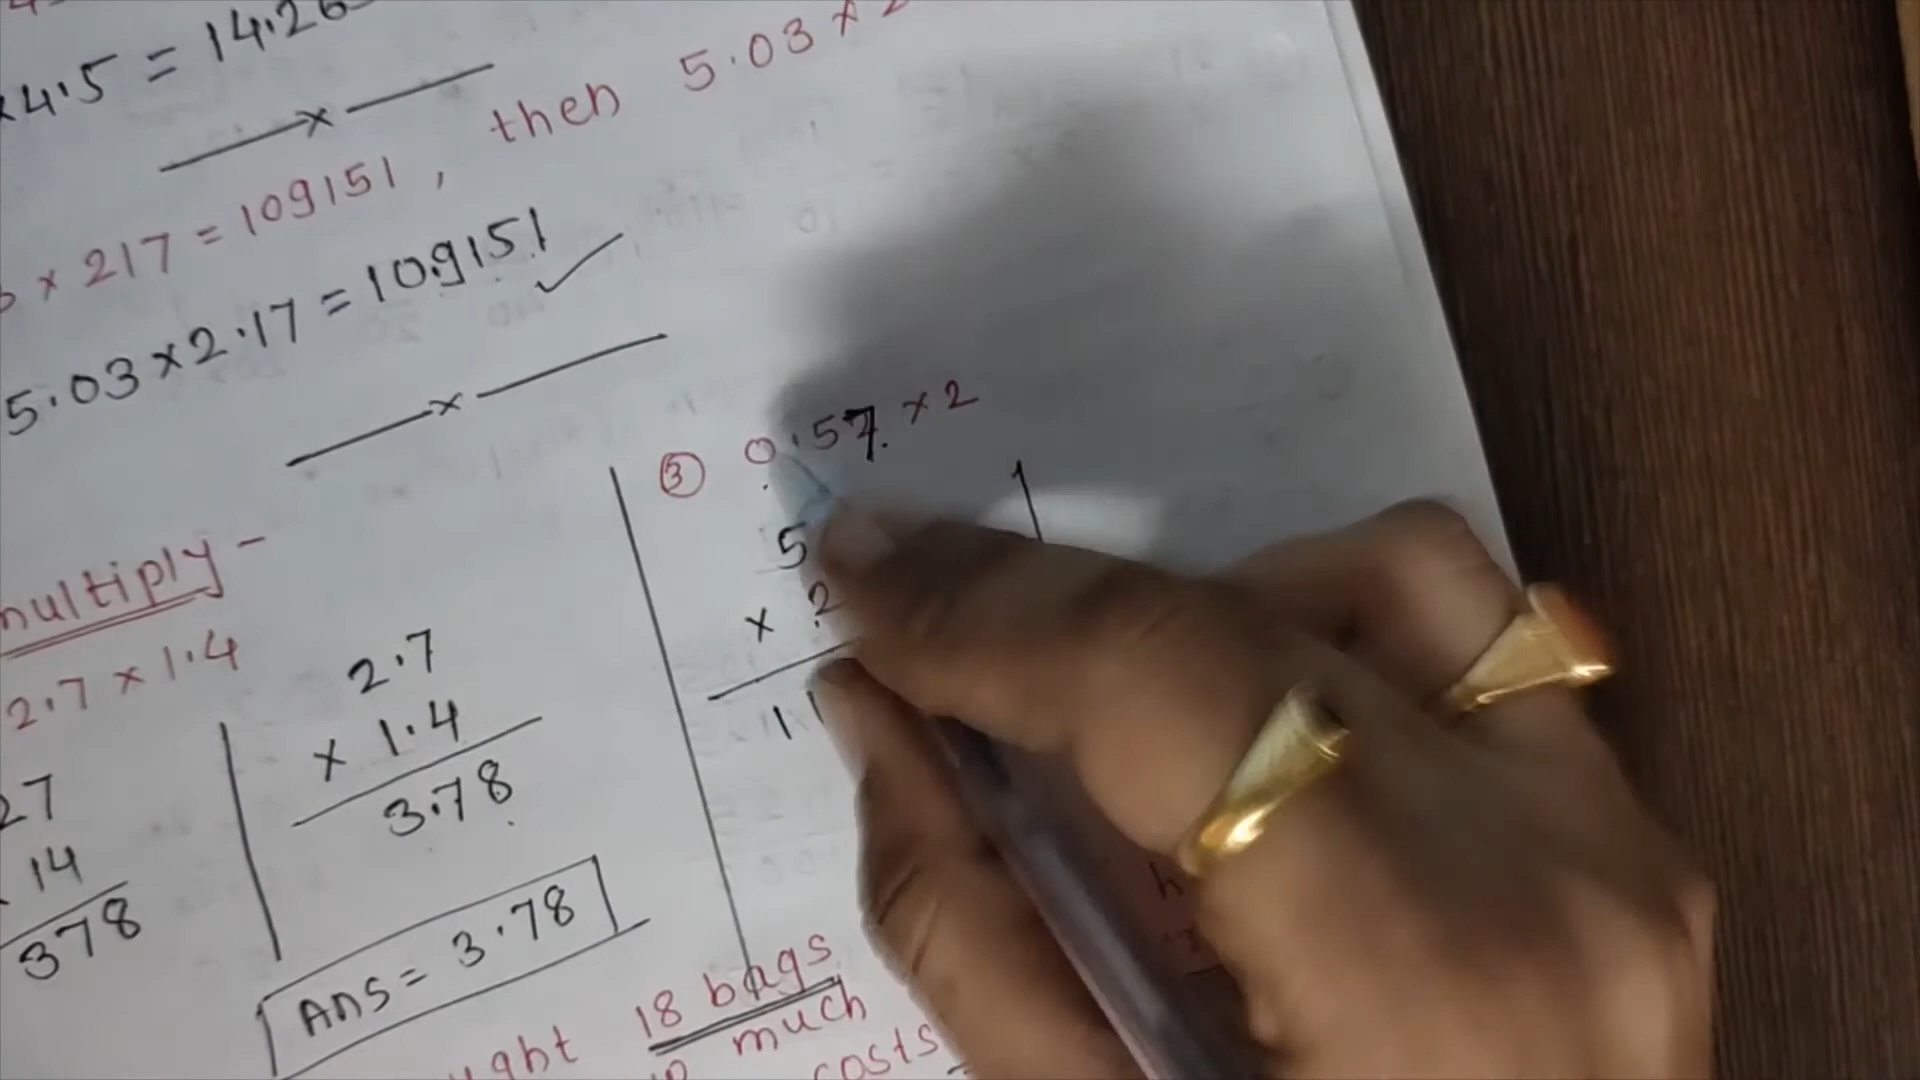 ×4.5 = 14.26
then 5.03 ×
× 217 = 109151,
5.03 × 2.17 = 10.9151 ✓
multiply -
2.7 × 1.4
27
14
378
2.7
× 1.4
3.78
Ans = 3.78
③ 0.57 × 2
5
× 2
11
18 bags
much
costs